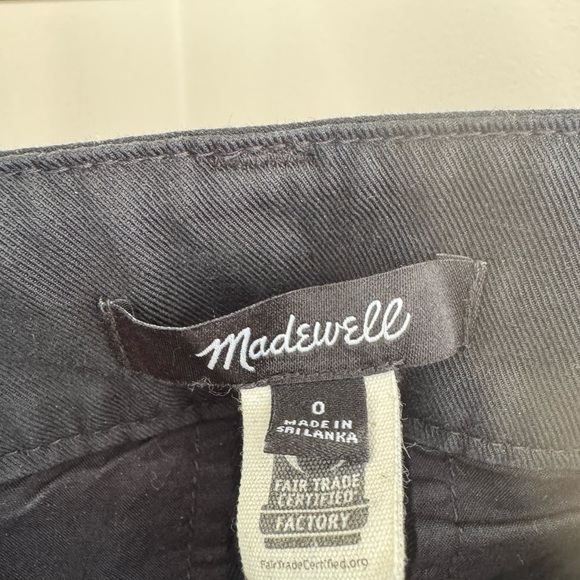 Madewell
0
MADE IN
SRI LANKA
FAIR TRADE
CERTIFIED
FACTORY
FairTradeCertified.org